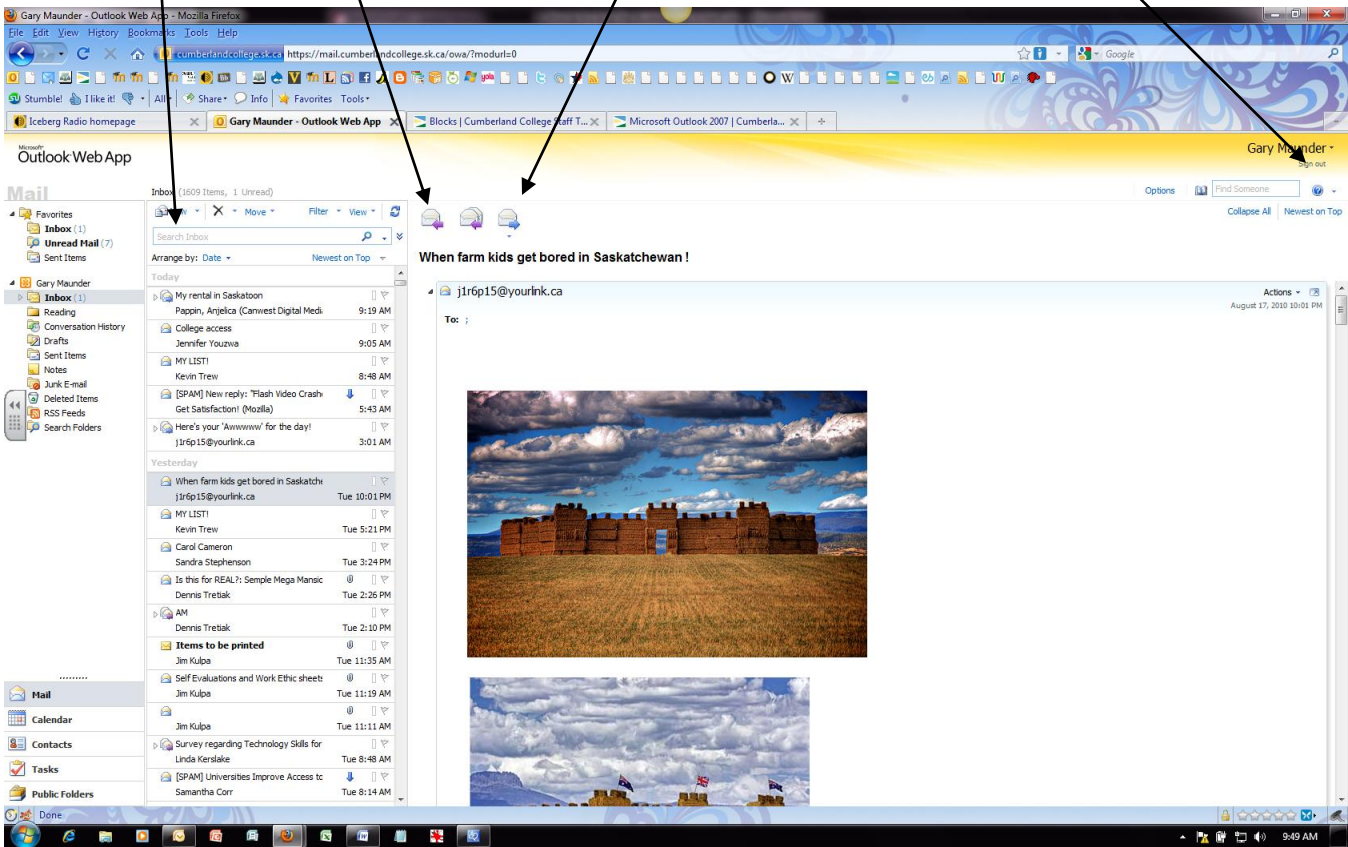 Gary Maunder - Outlook Web App - Mozilla Firefox
File Edit View History Bookmarks Tools Help
cumberlandcollege.sk.ca https://mail.cumberlandcollege.sk.ca/owa/?modurl=0
Google
Stumble! I like it! All Share Info Favorites Tools
Iceberg Radio homepage
Gary Maunder - Outlook Web App
Blocks | Cumberland College Staff T...
Microsoft Outlook 2007 | Cumberla...
Microsoft
Outlook Web App
Gary Maunder
Sign out
Mail
Inbox (1609 Items, 1 Unread)
Options
Find Someone
Favorites
Inbox (1)
Unread Mail (7)
Sent Items
Gary Maunder
Inbox (1)
Reading
Conversation History
Drafts
Sent Items
Notes
Junk E-mail
Deleted Items
RSS Feeds
Search Folders
Mail
Calendar
Contacts
Tasks
Public Folders
Move Filter View
Search Inbox
Arrange by: Date Newest on Top
Today
My rental in Saskatoon
Pappin, Anjelica (Canwest Digital Medi 9:19 AM
College access
Jennifer Youzwa 9:05 AM
MY LIST!
Kevin Trew 8:48 AM
[SPAM] New reply: "Flash Video Crash
Get Satisfaction! (Mozilla) 5:43 AM
Here's your 'Awwwww' for the day!
j1r6p15@yourlink.ca 3:01 AM
Yesterday
When farm kids get bored in Saskatch
j1r6p15@yourlink.ca Tue 10:01 PM
MY LIST!
Kevin Trew Tue 5:21 PM
Carol Cameron
Sandra Stephenson Tue 3:24 PM
Is this for REAL?: Semple Mega Mansic
Dennis Tretiak Tue 2:26 PM
AM
Dennis Tretiak Tue 2:10 PM
Items to be printed
Jim Kulpa Tue 11:35 AM
Self Evaluations and Work Ethic sheets
Jim Kulpa Tue 11:19 AM
Jim Kulpa Tue 11:11 AM
Survey regarding Technology Skills for
Linda Kerslake Tue 8:48 AM
[SPAM] Universities Improve Access tc
Samantha Corr Tue 8:14 AM
Collapse All Newest on Top
When farm kids get bored in Saskatchewan !
j1r6p15@yourlink.ca
Actions
August 17, 2010 10:01 PM
To: ;
Done
9:49 AM